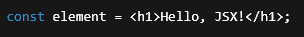 const element = <h1>Hello, JSX!</h1>;